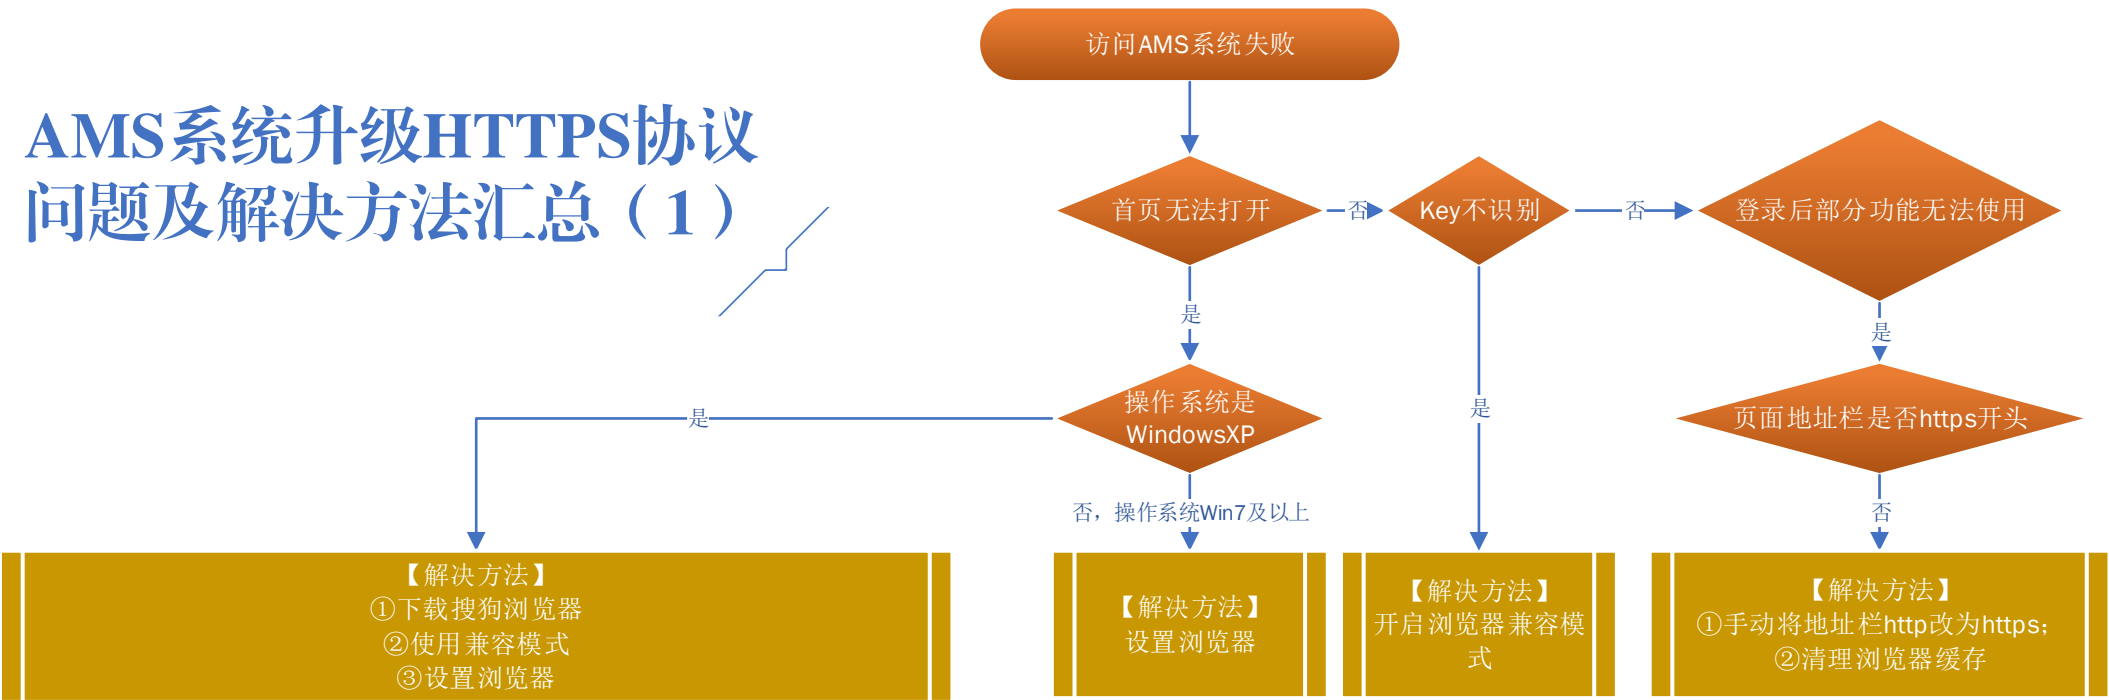 AMS系统升级HTTPS协议
问题及解决方法汇总（1）
访问AMS系统失败
首页无法打开
否
Key不识别
否
登录后部分功能无法使用
是
是
是
操作系统是
WindowsXP
页面地址栏是否https开头
是
否，操作系统Win7及以上
否
【解决方法】
①下载搜狗浏览器
②使用兼容模式
③设置浏览器
【解决方法】
设置浏览器
【解决方法】
开启浏览器兼容模
式
【解决方法】
①手动将地址栏http改为https；
②清理浏览器缓存